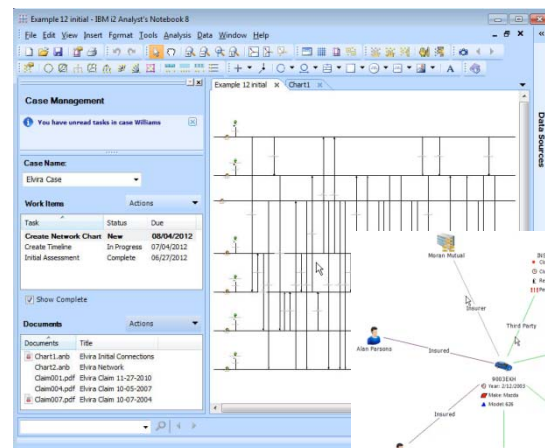 Example 12 initial - IBM i2 Analyst's Notebook 8
File Edit View Insert Format Tools Analysis Data Window Help
Example 12 initial Chart1
Case Management
You have unread tasks in case Williams
Case Name:
Elvira Case
Work Items Actions
Task Status Due
Create Network Chart New 08/04/2012
Create Timeline In Progress 07/04/2012
Initial Assessment Complete 06/27/2012
Show Complete
Documents Actions
Documents Title
Chart1.anb Elvira Initial Connections
Chart2.anb Elvira Network
Claim001.pdf Elvira Claim 11-27-2010
Claim004.pdf Elvira Claim 10-05-2007
Claim007.pdf Elvira Claim 10-07-2004
Data Sources
Moran Mutual
Insurer
Third Party
Alan Parsons
Insured
9003EKH
Year: 2/12/2003
Make: Mazda
Model: 626
Insured